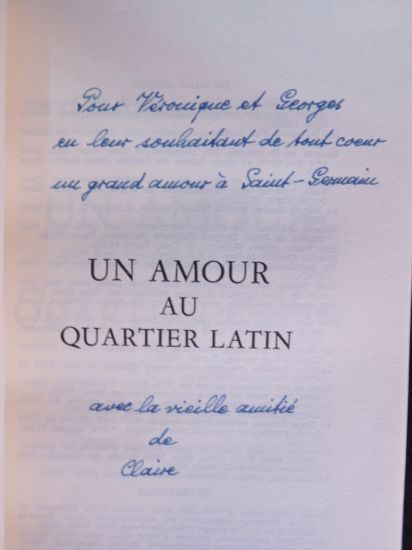 Pour Véronique et Georges
en leur souhaitant de tout coeur
un grand amour à Saint-Germain
UN AMOUR
AU
QUARTIER LATIN
avec la vieille amitié
de
Claire